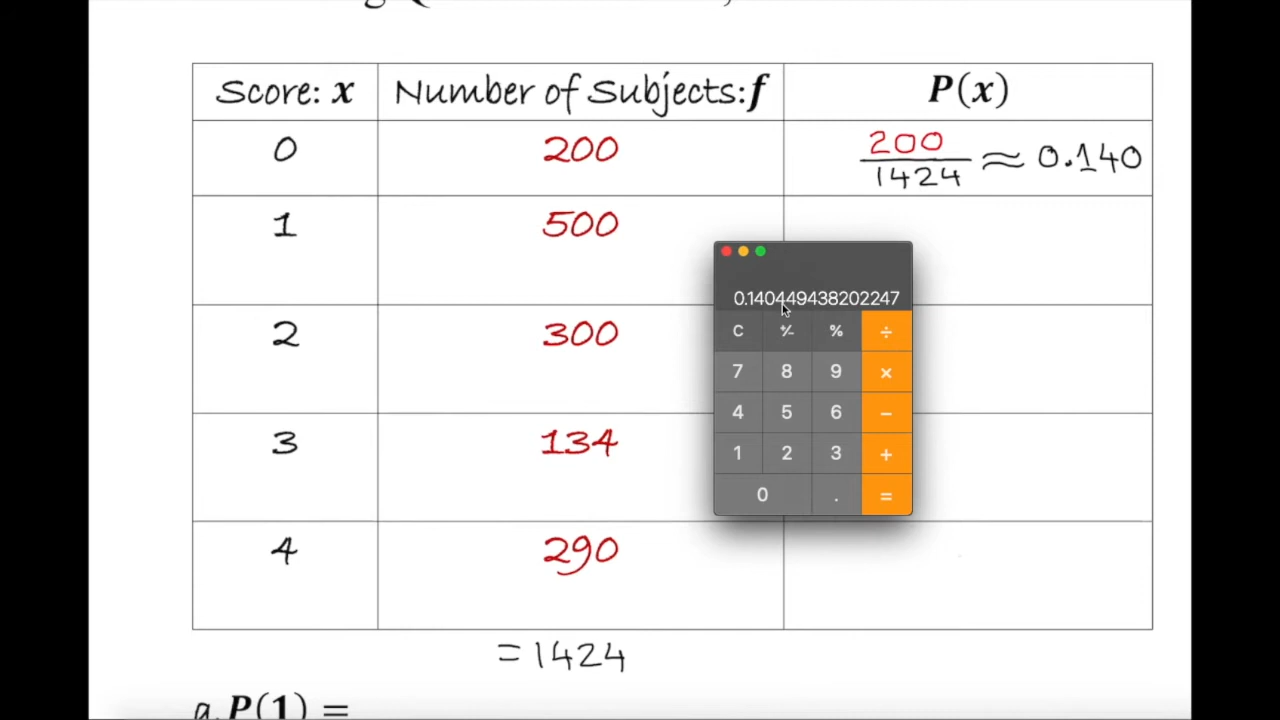 Score: x Number of Subjects: f P(x)
0 200 200/1424 ≈ 0.140
1 500
2 300
3 134
4 290
= 1424
a. P(1) =
0.140449438202247
C +/- % ÷
7 8 9 ×
4 5 6 −
1 2 3 +
0 . =